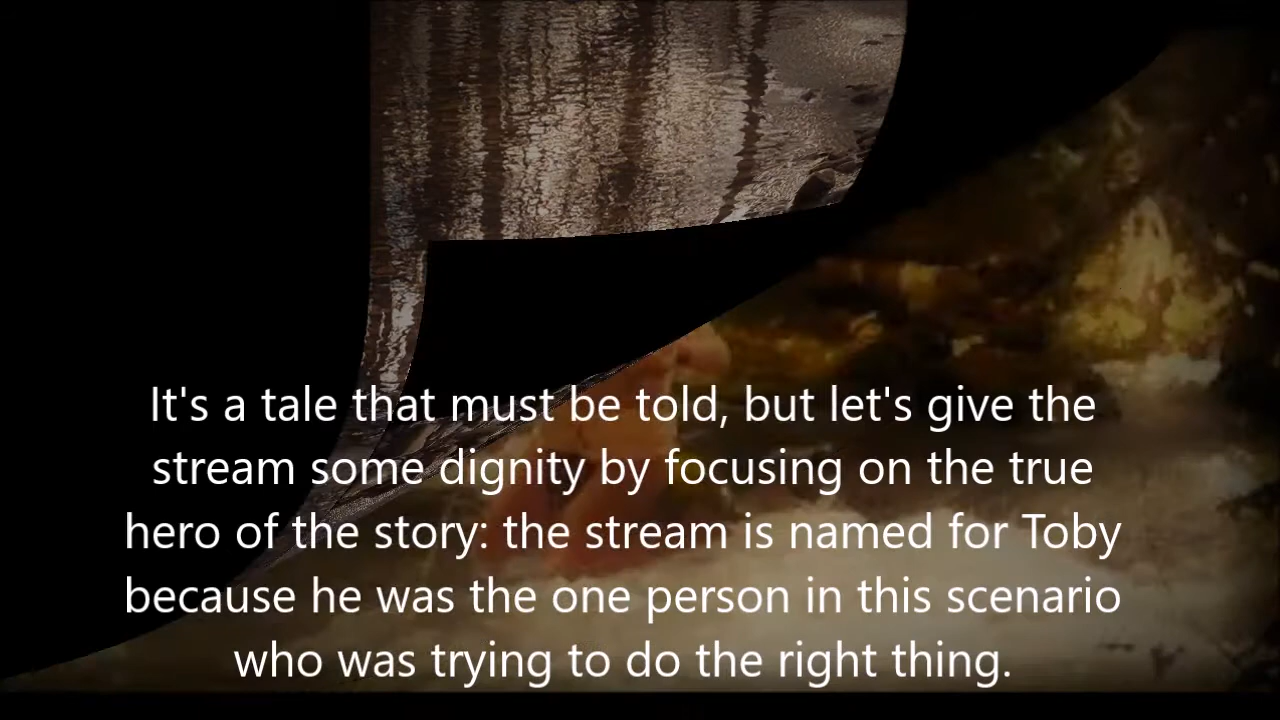 It's a tale that must be told, but let's give the
stream some dignity by focusing on the true
hero of the story: the stream is named for Toby
because he was the one person in this scenario
who was trying to do the right thing.